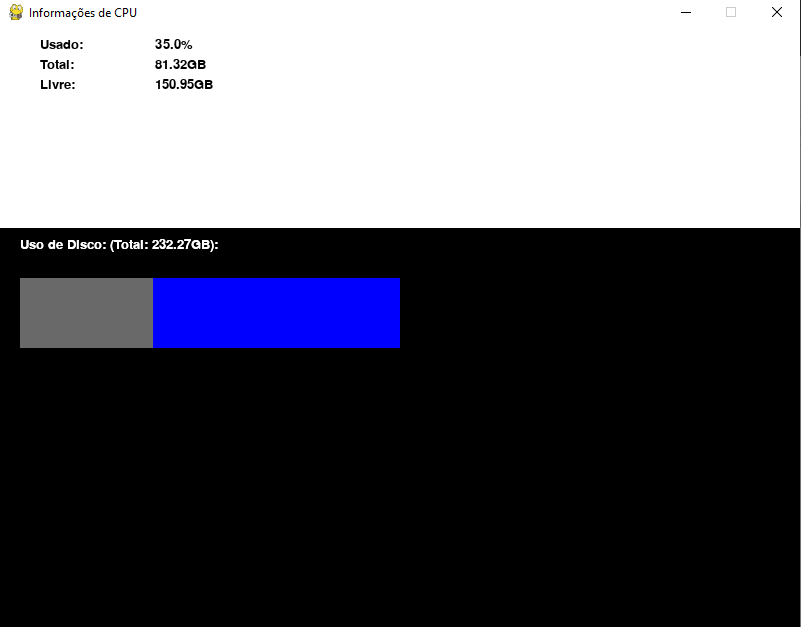 Informações de CPU
Usado: 35.0%
Total: 81.32GB
Livre: 150.95GB
Uso de Disco: (Total: 232.27GB):